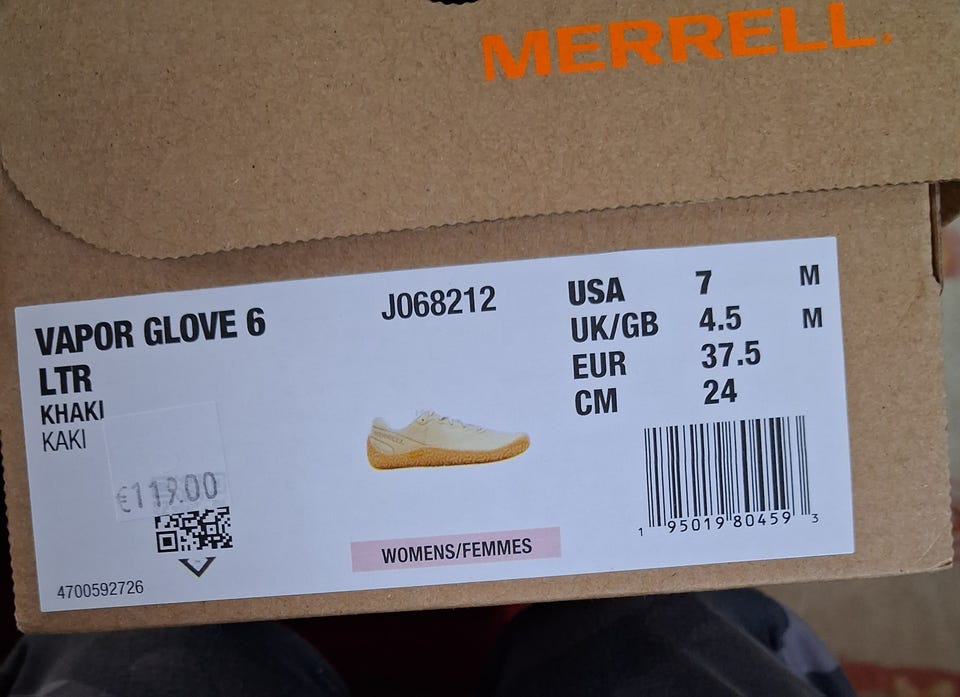 MERRELL
VAPOR GLOVE 6
LTR
KHAKI
KAKI
€119.00
4700592726
J068212
MERRELL
WOMENS/FEMMES
USA 7 M
UK/GB 4.5 M
EUR 37.5
CM 24
1 95019 80459 3